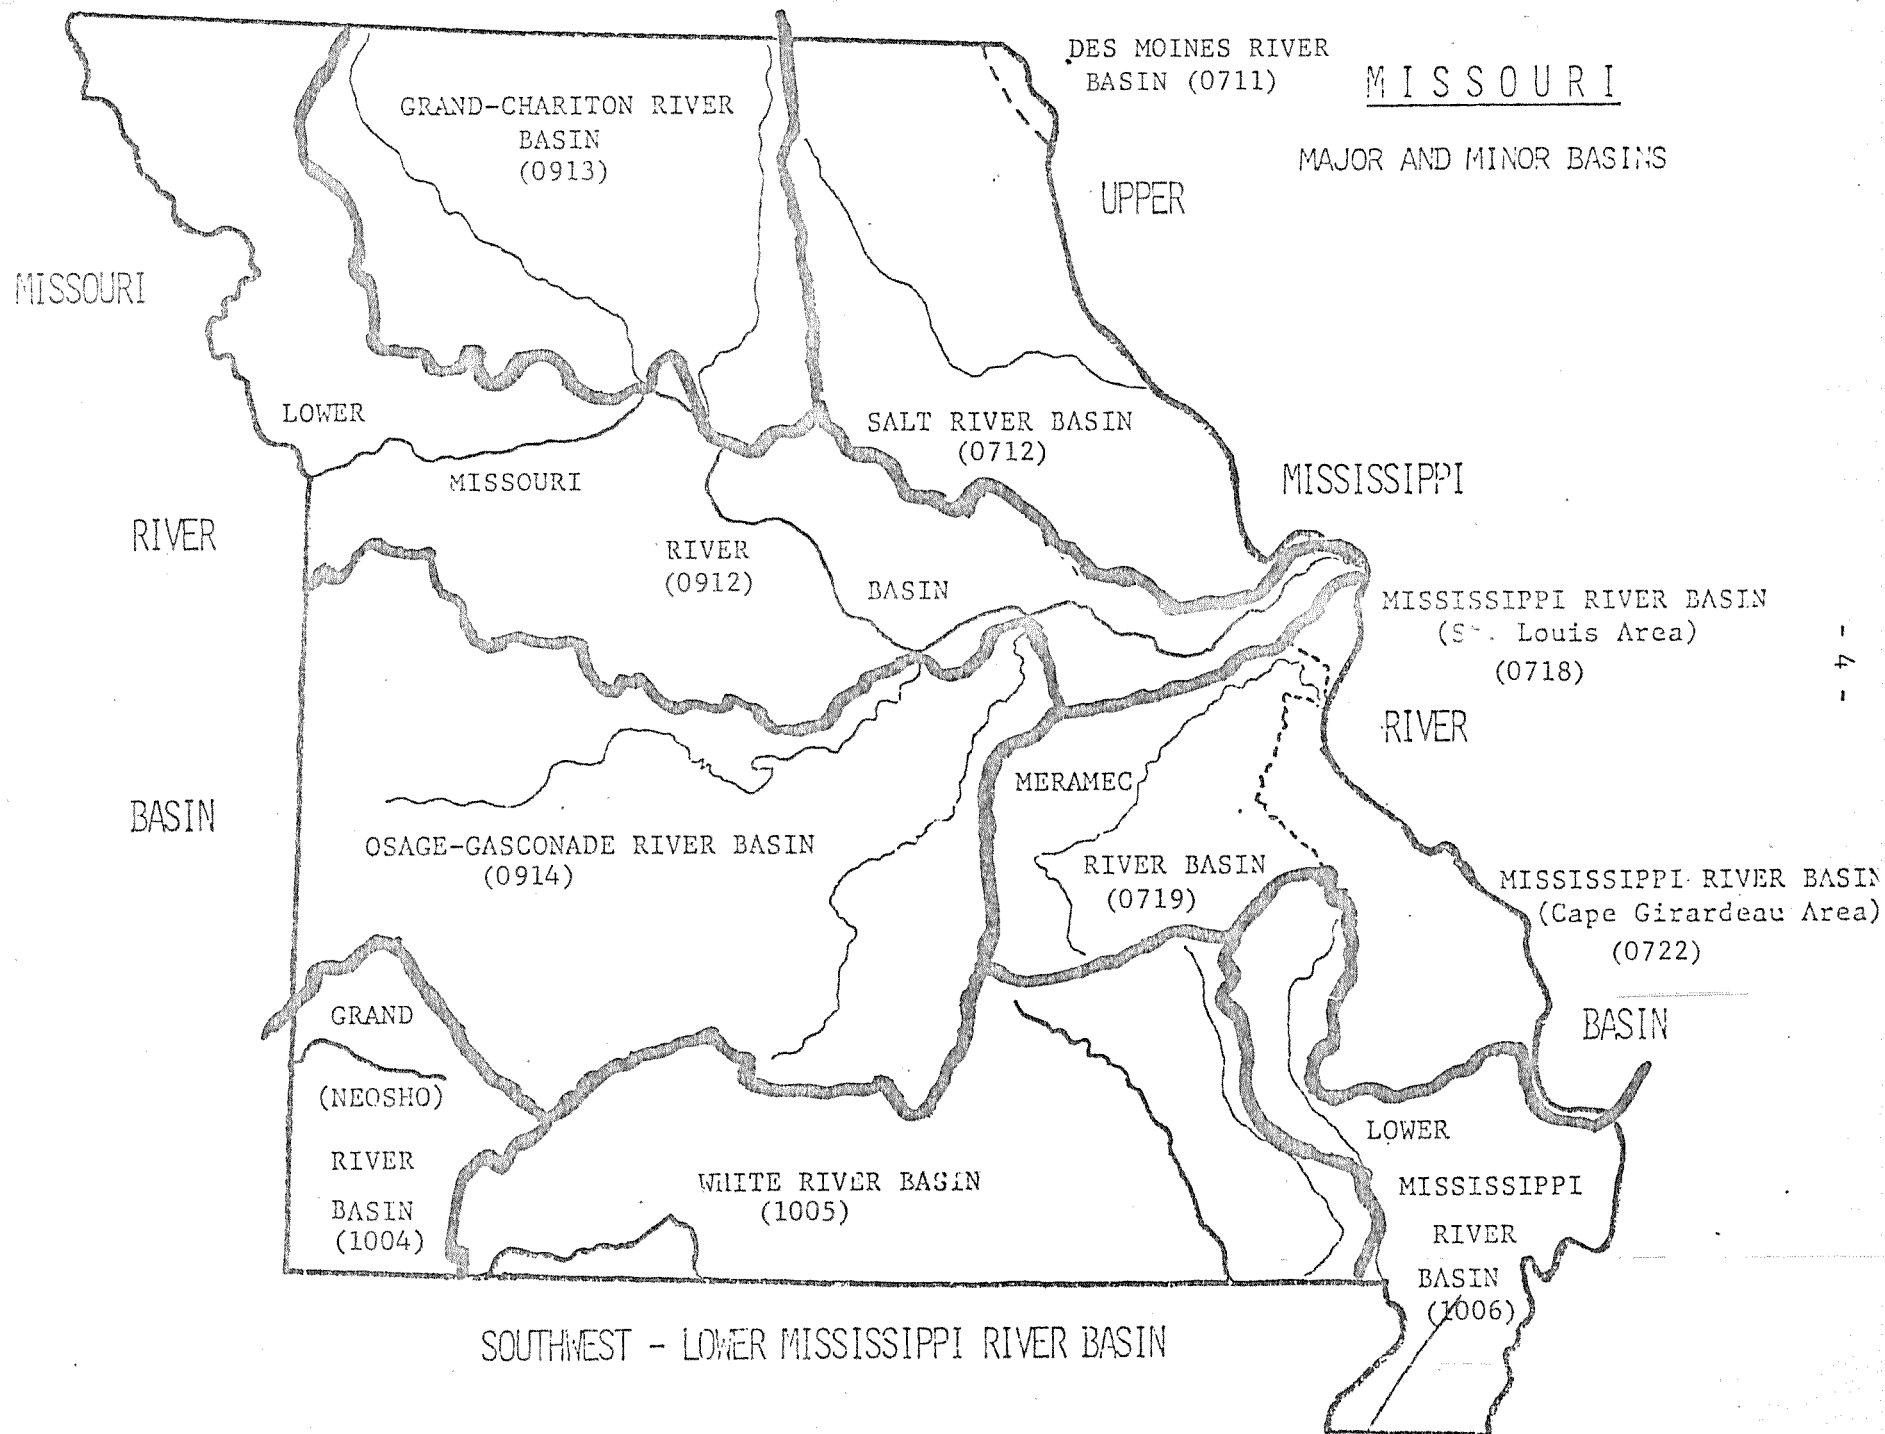 DES MOINES RIVER
BASIN (0711)
MISSOURI
MAJOR AND MINOR BASINS
GRAND-CHARITON RIVER
BASIN
(0913)
UPPER
MISSOURI
LOWER
MISSOURI
RIVER
(0912)
BASIN
SALT RIVER BASIN
(0712)
MISSISSIPPI
RIVER
MISSISSIPPI RIVER BASIN
(St. Louis Area)
(0718)
- 4 -
RIVER
MERAMEC
RIVER BASIN
(0719)
BASIN
OSAGE-GASCONADE RIVER BASIN
(0914)
MISSISSIPPI RIVER BASIN
(Cape Girardeau Area)
(0722)
BASIN
GRAND
(NEOSHO)
RIVER
BASIN
(1004)
WHITE RIVER BASIN
(1005)
LOWER
MISSISSIPPI
RIVER
BASIN
(1006)
SOUTHWEST - LOWER MISSISSIPPI RIVER BASIN